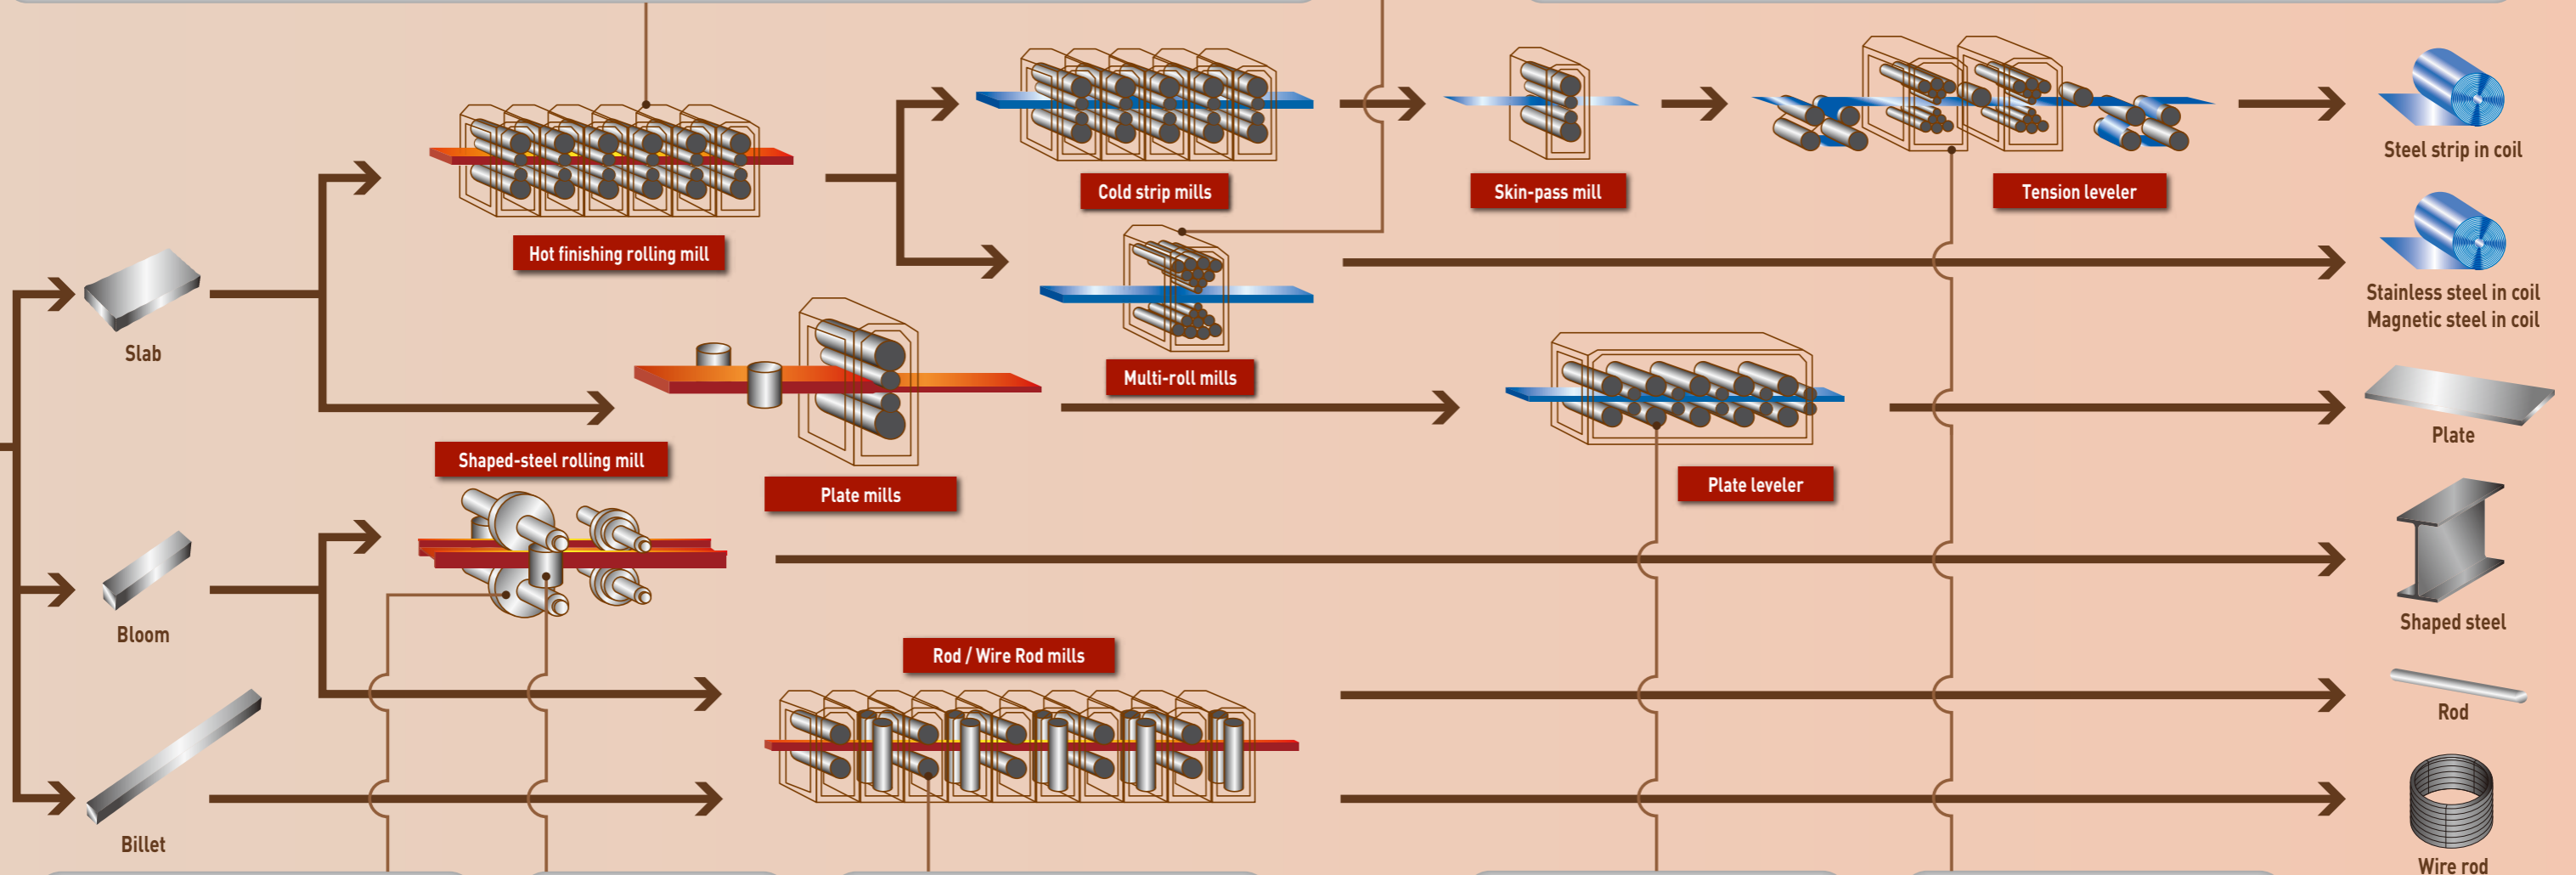 Steel strip in coil
Cold strip mills
Skin-pass mill
Tension leveler
Hot finishing rolling mill
Stainless steel in coil
Magnetic steel in coil
Slab
Multi-roll mills
Plate
Shaped-steel rolling mill
Plate mills
Plate leveler
Bloom
Shaped steel
Rod / Wire Rod mills
Rod
Billet
Wire rod